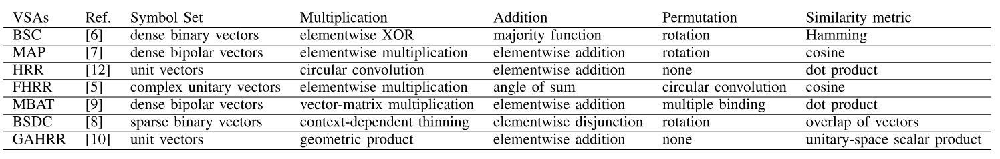 VSAs Ref. Symbol Set Multiplication Addition Permutation Similarity metric
BSC [6] dense binary vectors elementwise XOR majority function rotation Hamming
MAP [7] dense bipolar vectors elementwise multiplication elementwise addition rotation cosine
HRR [12] unit vectors circular convolution elementwise addition none dot product
FHRR [5] complex unitary vectors elementwise multiplication angle of sum circular convolution cosine
MBAT [9] dense bipolar vectors vector-matrix multiplication elementwise addition multiple binding dot product
BSDC [8] sparse binary vectors context-dependent thinning elementwise disjunction rotation overlap of vectors
GAHRR [10] unit vectors geometric product elementwise addition none unitary-space scalar product